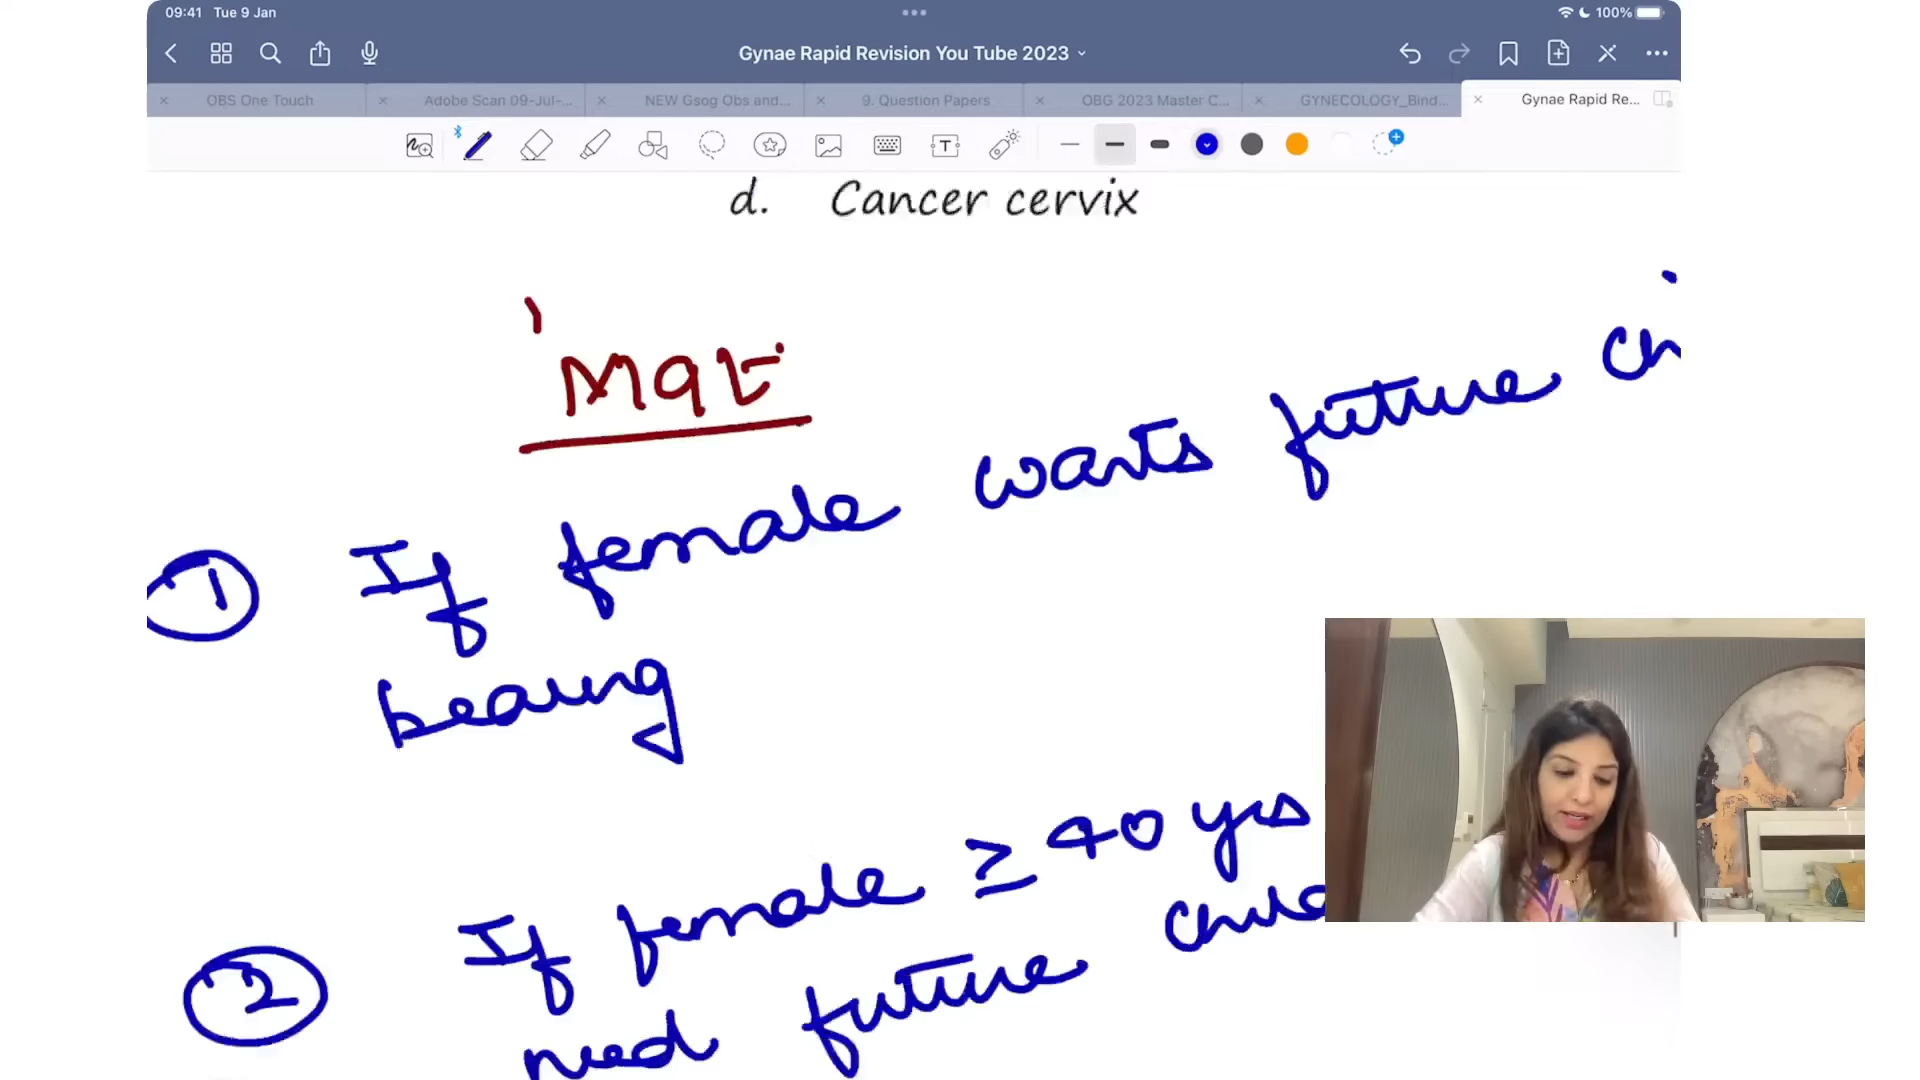 09:41 Tue 9 Jan 100%
Gynae Rapid Revision You Tube 2023
OBS One Touch
Adobe Scan 09-Jul-...
NEW Gsog Obs and...
9. Question Papers
OBG 2023 Master C...
GYNECOLOGY_Bind...
Gynae Rapid Re...
d. Cancer cervix
Mgt
1 If female wants future ch
bearing
2 If female ≥ 40 yrs
need future child